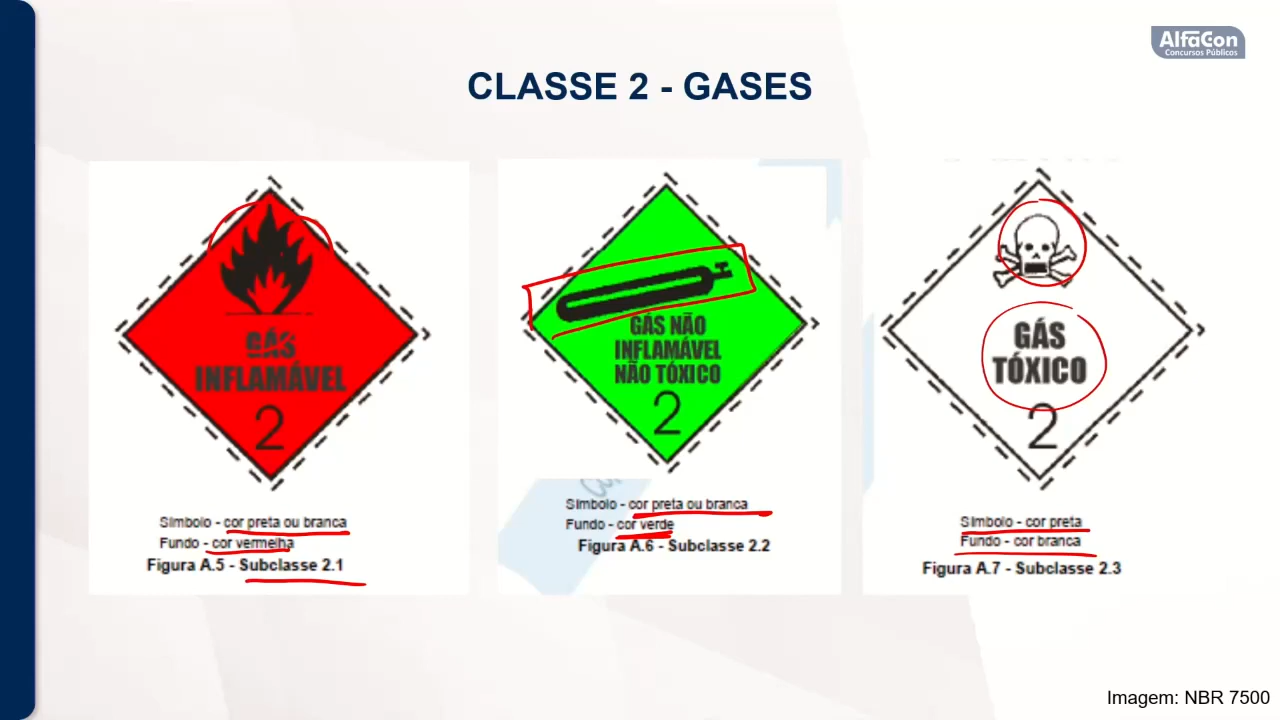 AlfaCon
Concursos Públicos
CLASSE 2 - GASES
GÁS
INFLAMÁVEL
2
Símbolo - cor preta ou branca
Fundo - cor vermelha
Figura A.5 - Subclasse 2.1
GÁS NÃO
INFLAMÁVEL
NÃO TÓXICO
2
Símbolo - cor preta ou branca
Fundo - cor verde
Figura A.6 - Subclasse 2.2
GÁS
TÓXICO
2
Símbolo - cor preta
Fundo - cor branca
Figura A.7 - Subclasse 2.3
Imagem: NBR 7500